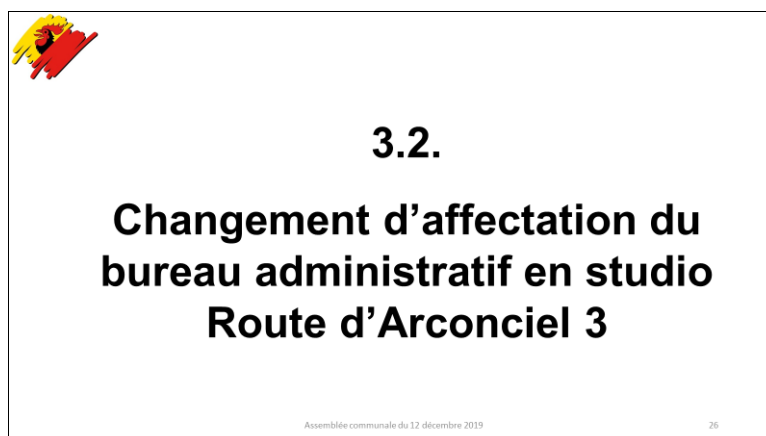 3.2.
Changement d’affectation du
bureau administratif en studio
Route d’Arconciel 3
Assemblée communale du 12 décembre 2019
26